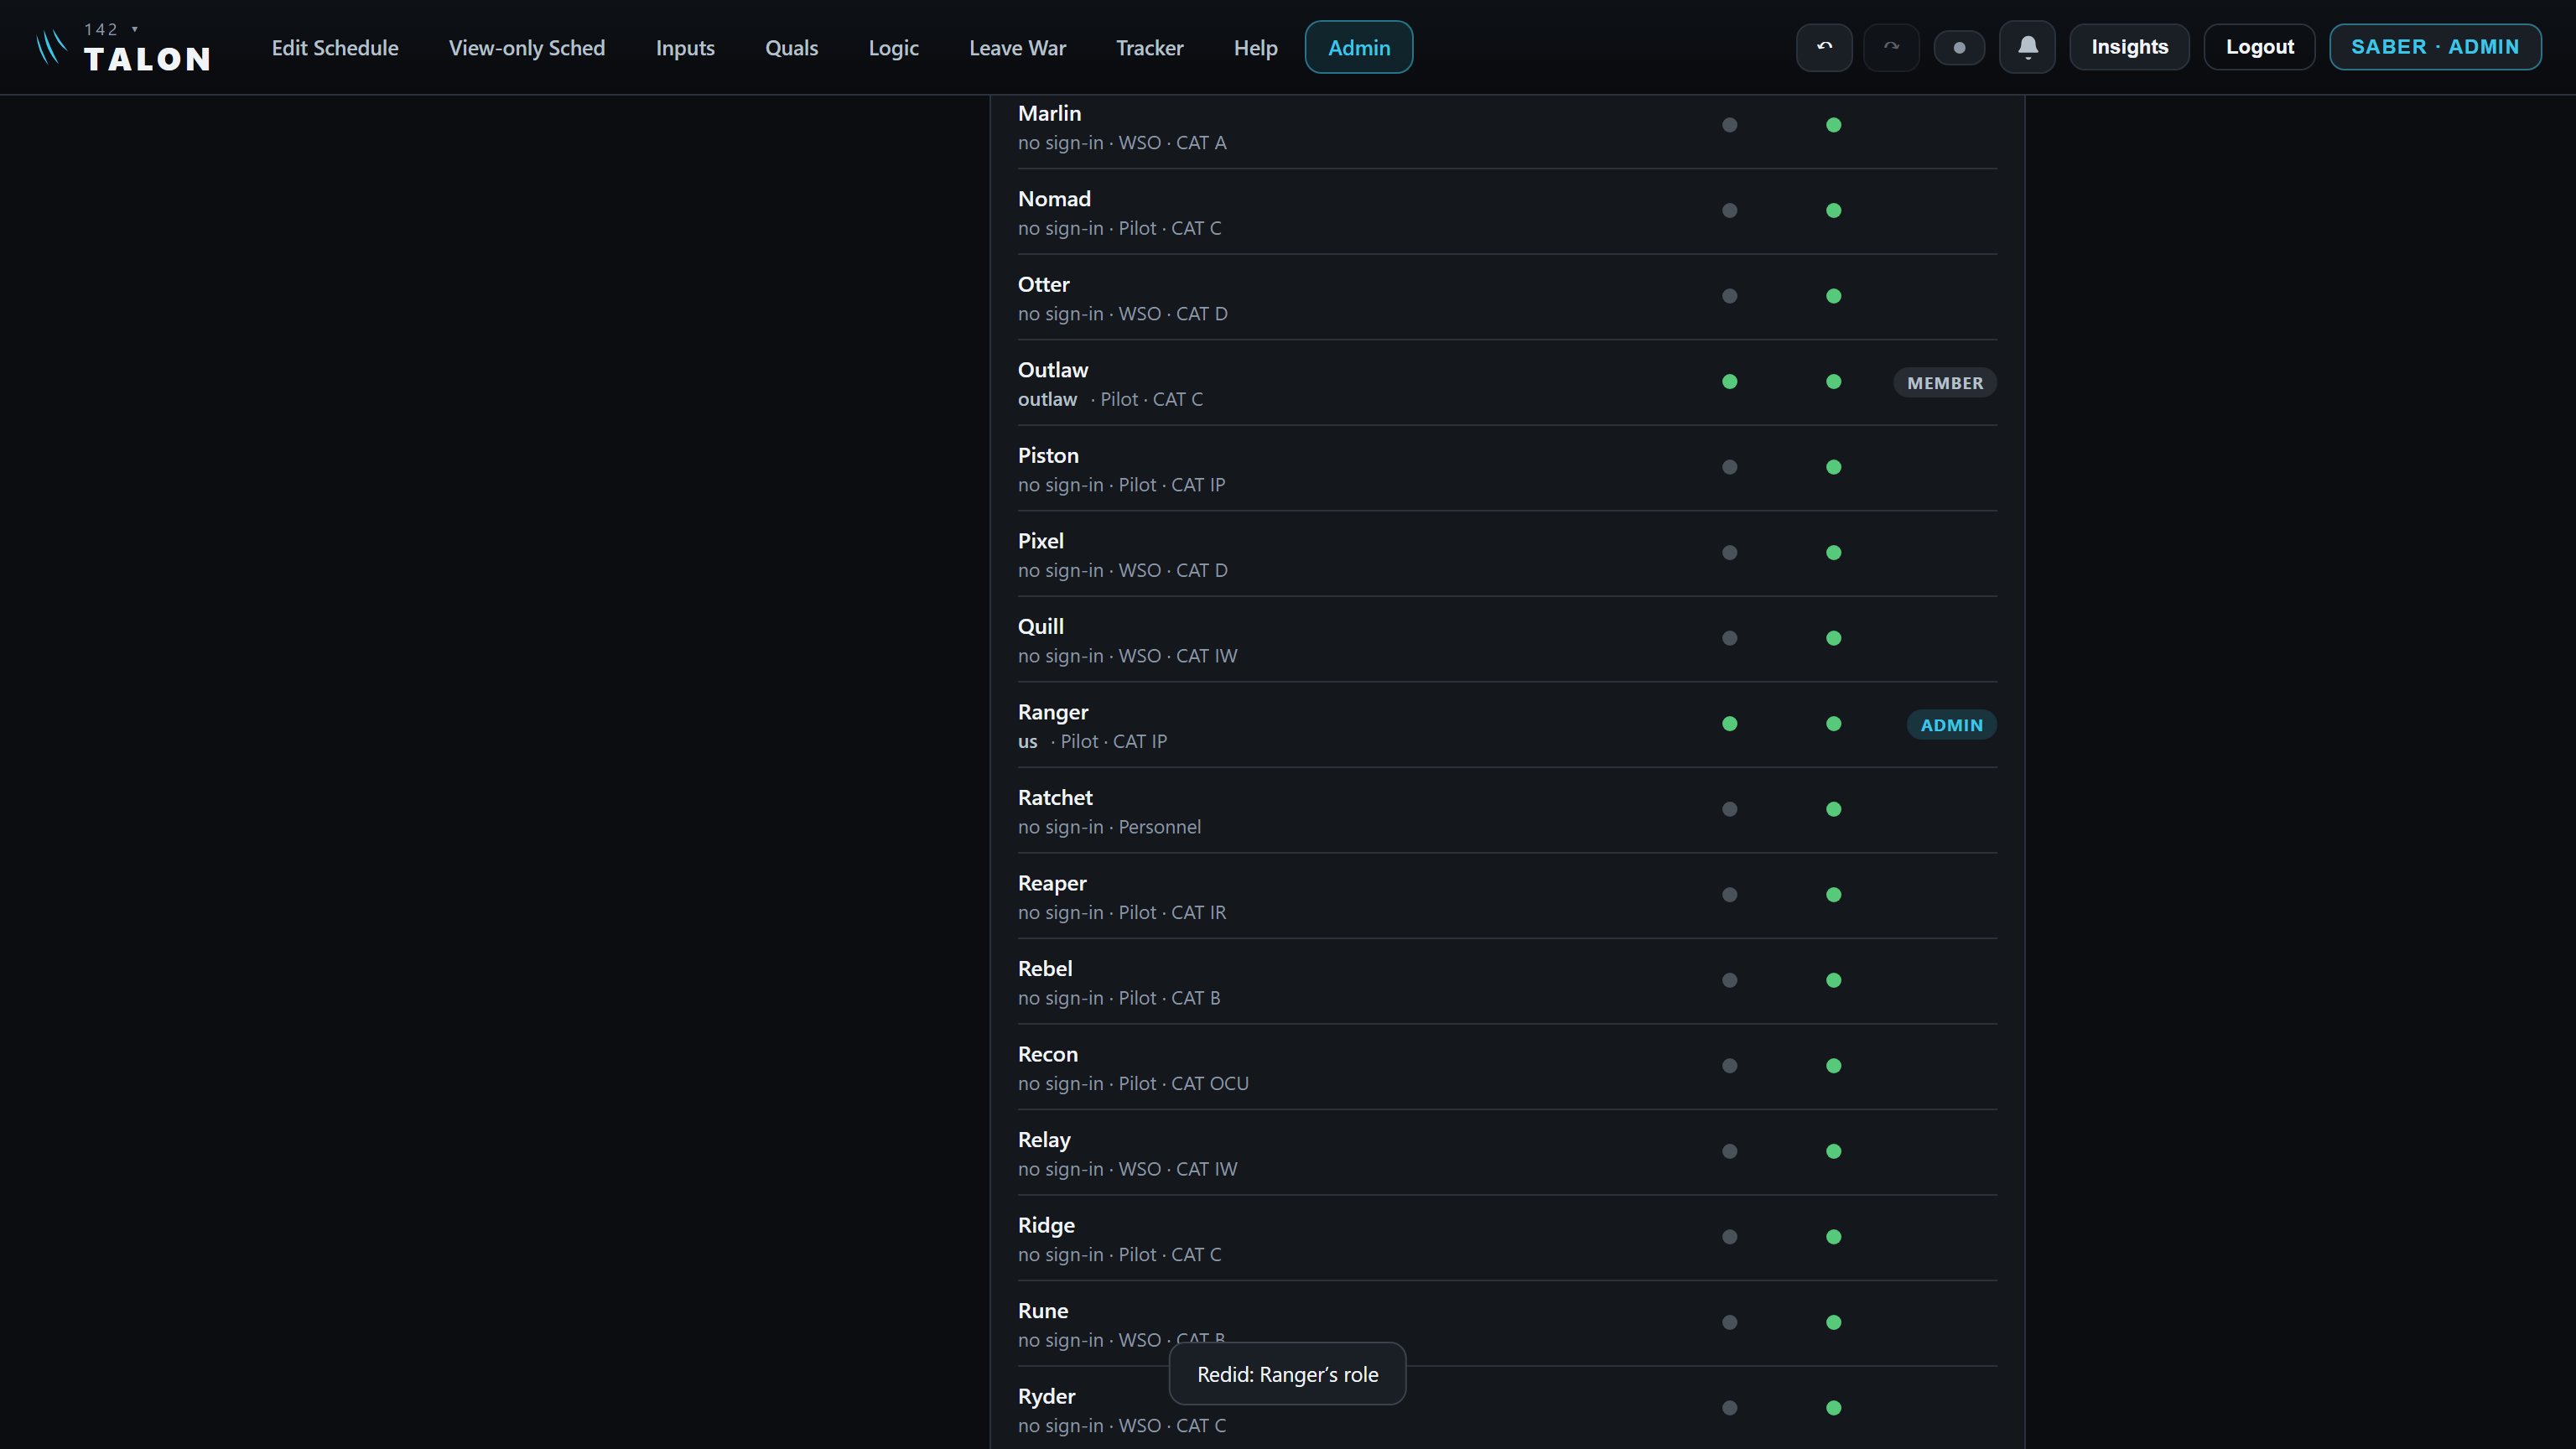 142 ▾
TALON
Edit Schedule
View-only Sched
Inputs
Quals
Logic
Leave War
Tracker
Help
Admin
Insights
Logout
SABER · ADMIN
Marlin
no sign-in · WSO · CAT A
Nomad
no sign-in · Pilot · CAT C
Otter
no sign-in · WSO · CAT D
Outlaw
outlaw · Pilot · CAT C
MEMBER
Piston
no sign-in · Pilot · CAT IP
Pixel
no sign-in · WSO · CAT D
Quill
no sign-in · WSO · CAT IW
Ranger
us · Pilot · CAT IP
ADMIN
Ratchet
no sign-in · Personnel
Reaper
no sign-in · Pilot · CAT IR
Rebel
no sign-in · Pilot · CAT B
Recon
no sign-in · Pilot · CAT OCU
Relay
no sign-in · WSO · CAT IW
Ridge
no sign-in · Pilot · CAT C
Rune
no sign-in · WSO · CAT B
Redid: Ranger’s role
Ryder
no sign-in · WSO · CAT C